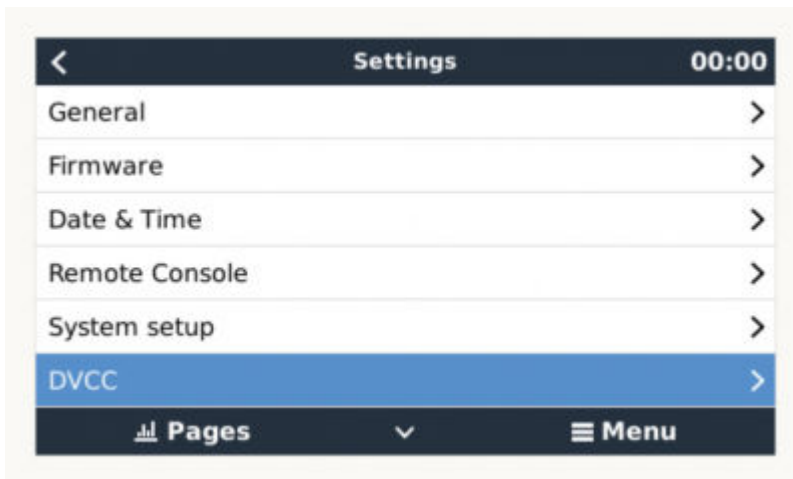 Settings 00:00
General
Firmware
Date & Time
Remote Console
System setup
DVCC
Pages Menu